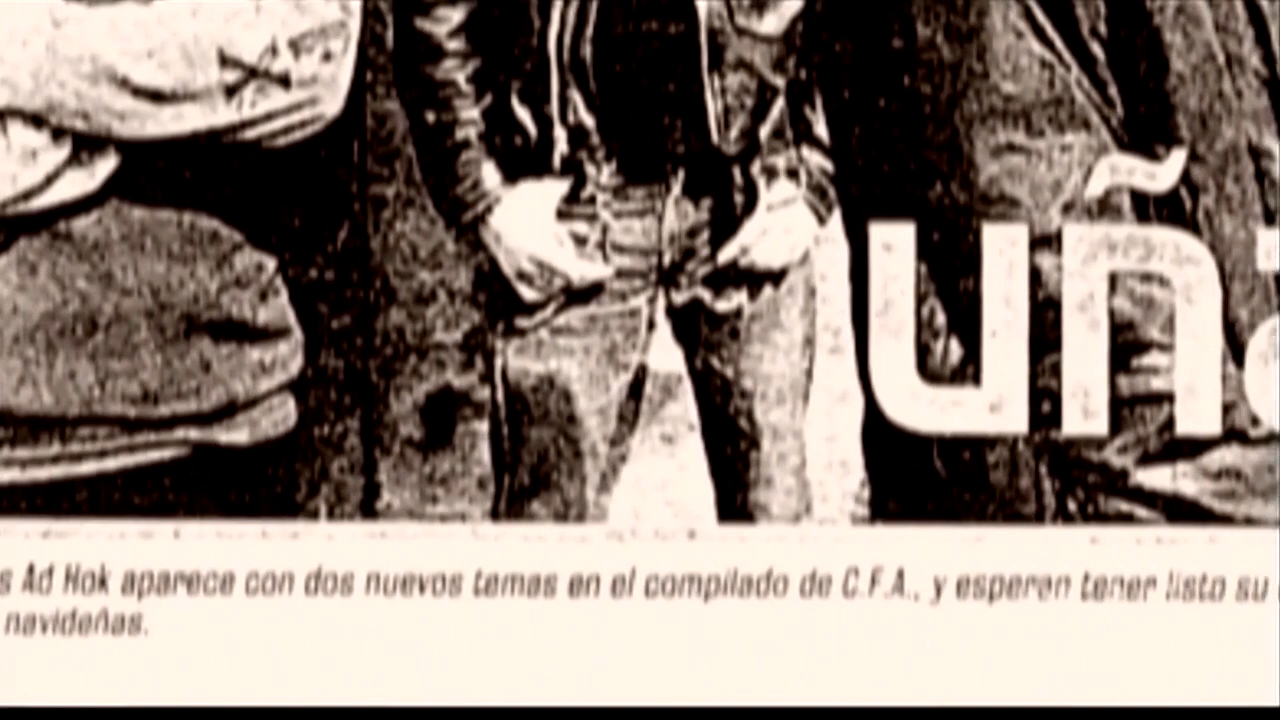 uñ
s Ad Hok aparece con dos nuevos temas en el compilado de C.F.A., y esperan tener listo su
navideñas.